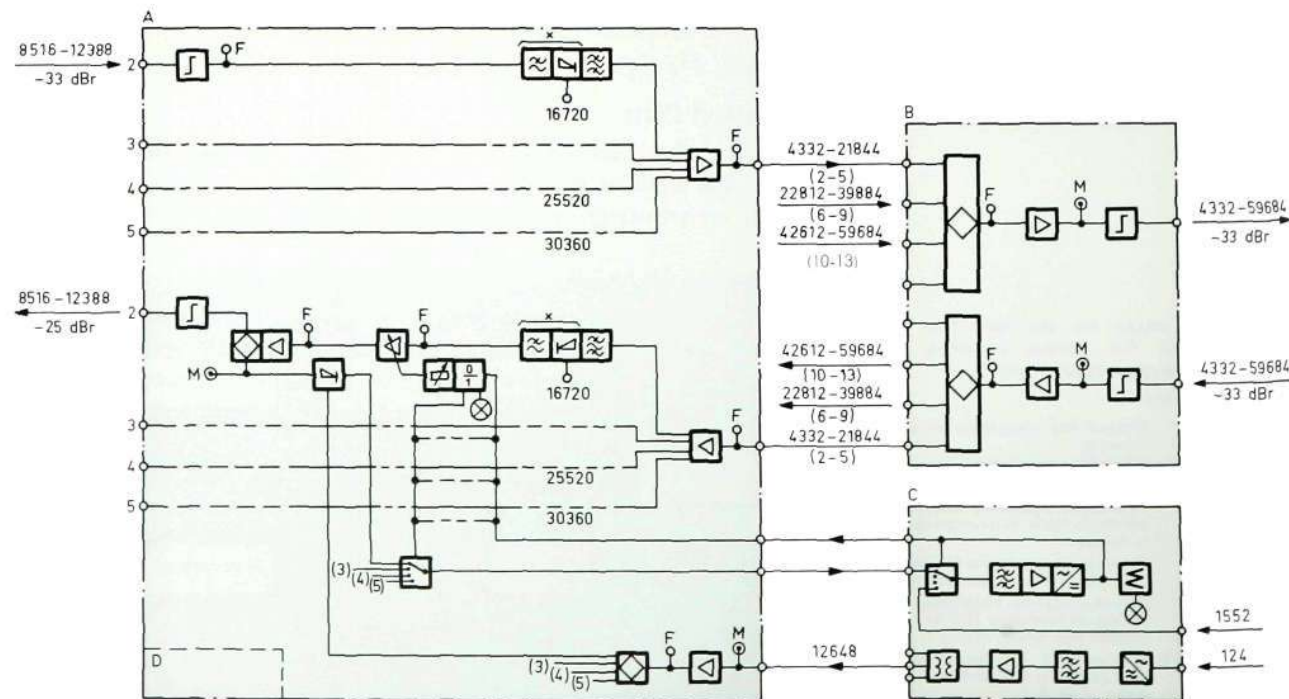 A
8516-12388
-33 dBr
2
F
x
16720
3
4
25520
5
30360
F
4332-21844
(2-5)
22812-39884
(6-9)
42612-59684
(10-13)
B
F
M
4332-59684
-33 dBr
8516-12388
-25 dBr
2
F
F
x
M
0
1
16720
3
4
25520
5
30360
F
42612-59684
(10-13)
22812-39884
(6-9)
4332-21844
(2-5)
F
M
4332-59684
-33 dBr
C
(3)
(4)
(5)
1552
D
(3)
(4)
(5)
F
M
12648
124